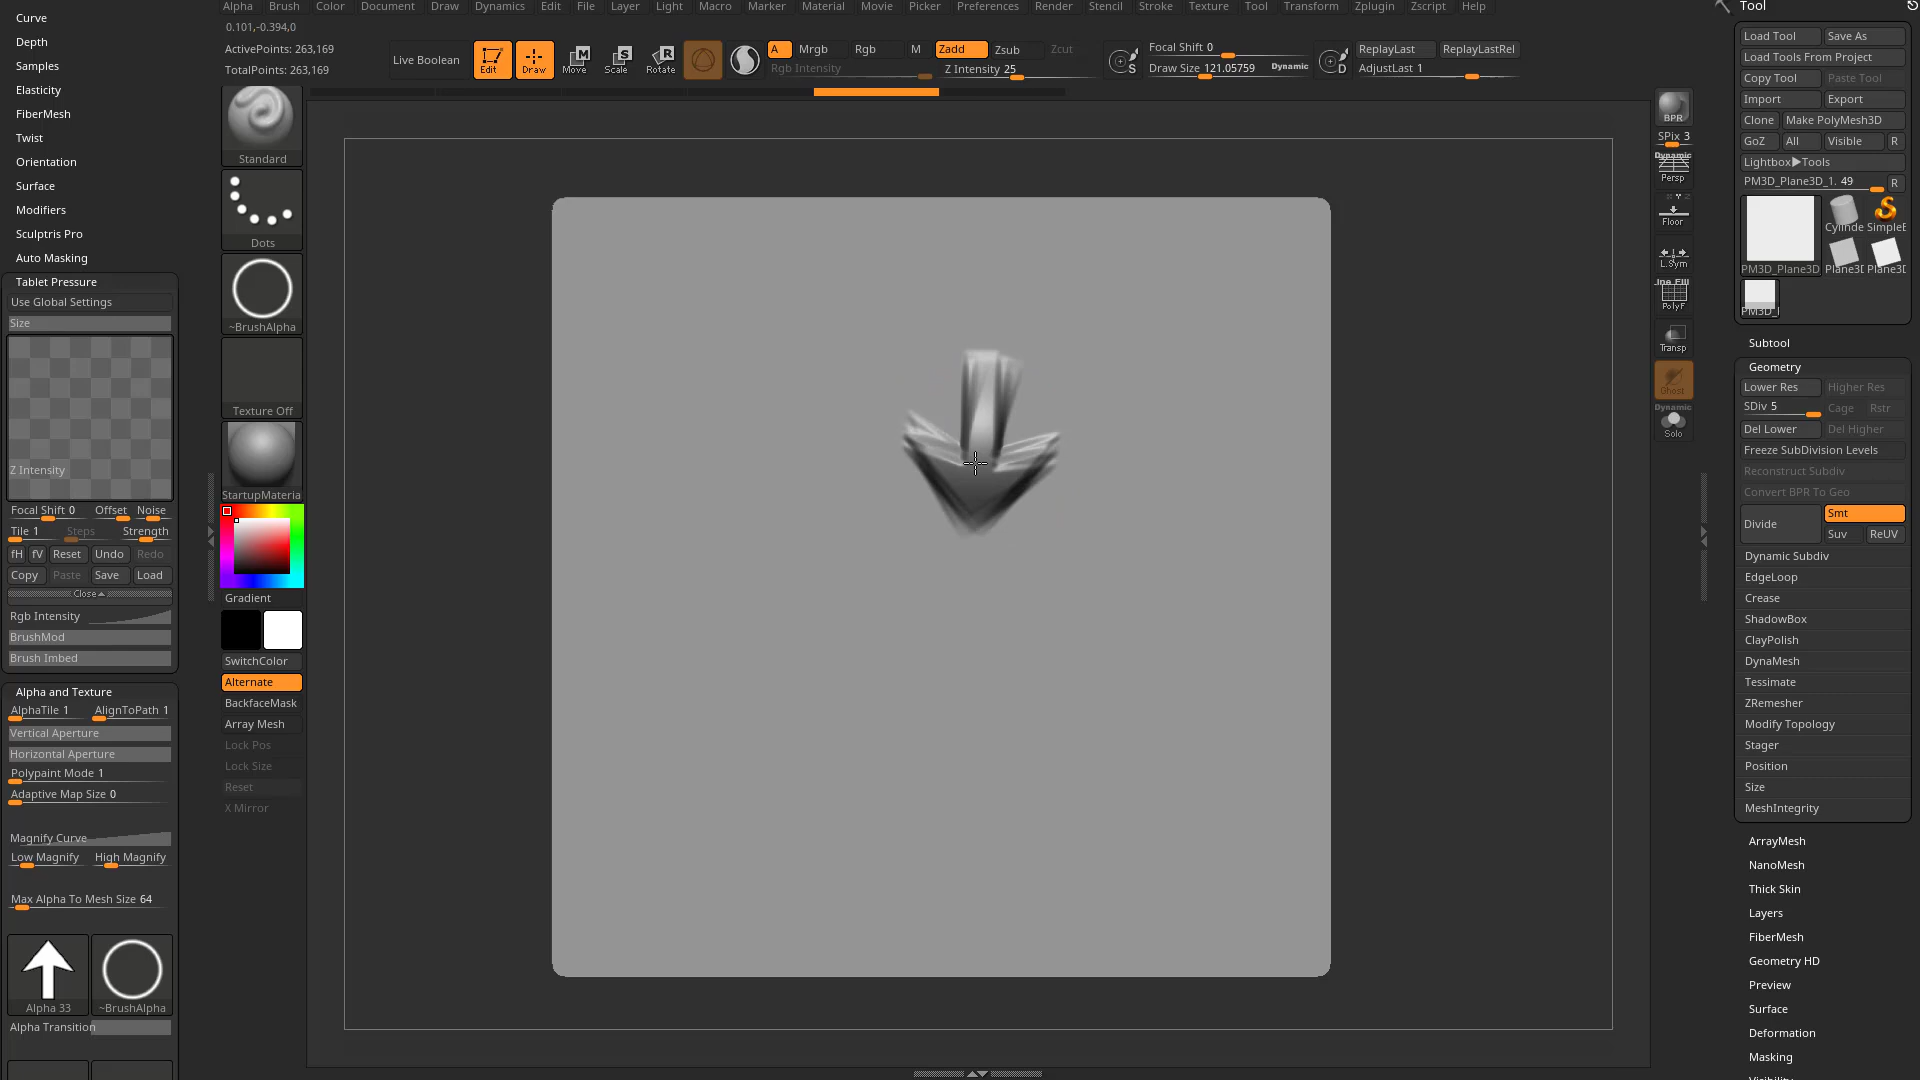 Alpha Brush Color Document Draw Dynamics Edit File Layer Light Macro Marker Material Movie Picker Preferences Render Stencil Stroke Texture Tool Transform Zplugin Zscript Help
0.101,-0.394,0
ActivePoints: 263,169
TotalPoints: 263,169
Live Boolean
Edit
Draw
Move
Scale
Rotate
A Mrgb Rgb M
Rgb Intensity
Zadd Zsub Zcut
Z Intensity 25
S
Focal Shift 0
Draw Size 121.05759 Dynamic
D
ReplayLast ReplayLastRel
AdjustLast 1
Curve
Depth
Samples
Elasticity
FiberMesh
Twist
Orientation
Surface
Modifiers
Sculptris Pro
Auto Masking
Tablet Pressure
Use Global Settings
Size
Z Intensity
Focal Shift 0 Offset Noise
Tile 1 Steps Strength
fH fV Reset Undo Redo
Copy Paste Save Load
Close
Rgb Intensity
BrushMod
Brush Imbed
Alpha and Texture
AlphaTile 1 AlignToPath 1
Vertical Aperture
Horizontal Aperture
Polypaint Mode 1
Adaptive Map Size 0
Magnify Curve
Low Magnify High Magnify
Max Alpha To Mesh Size 64
Alpha 33 ~BrushAlpha
Alpha Transition
Standard
Dots
~BrushAlpha
Texture Off
StartupMateria
Gradient
SwitchColor
Alternate
BackfaceMask
Array Mesh
Lock Pos
Lock Size
Reset
X Mirror
BPR
SPix 3
Dynamic
Persp
Floor
L.Sym
Line Fill
PolyF
Transp
Ghost
Dynamic
Solo
Tool
Load Tool Save As
Load Tools From Project
Copy Tool Paste Tool
Import Export
Clone Make PolyMesh3D
GoZ All Visible R
Lightbox▶Tools
PM3D_Plane3D_1. 49 R
Cylinde SimpleB
PM3D_Plane3D Plane3D Plane3D
PM3D_I
Subtool
Geometry
Lower Res Higher Res
SDiv 5 Cage Rstr
Del Lower Del Higher
Freeze SubDivision Levels
Reconstruct Subdiv
Convert BPR To Geo
Divide
Smt
Suv ReUV
Dynamic Subdiv
EdgeLoop
Crease
ShadowBox
ClayPolish
DynaMesh
Tessimate
ZRemesher
Modify Topology
Stager
Position
Size
MeshIntegrity
ArrayMesh
NanoMesh
Thick Skin
Layers
FiberMesh
Geometry HD
Preview
Surface
Deformation
Masking